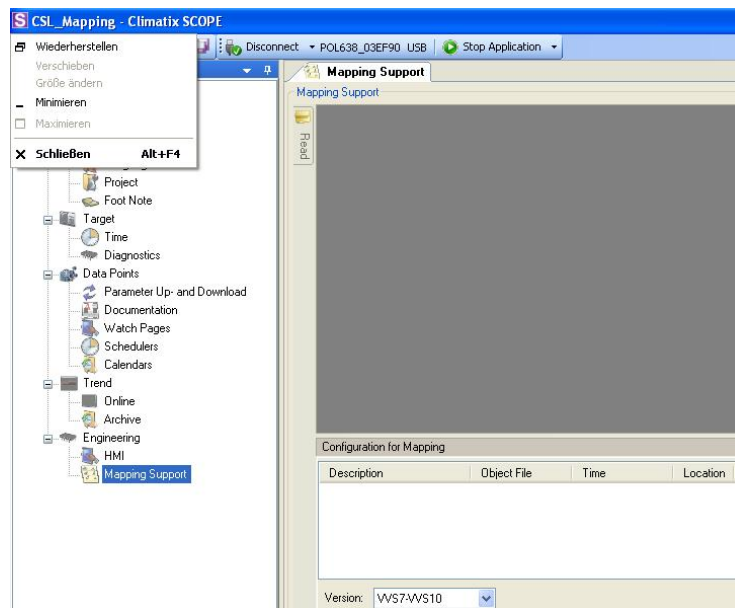 CSL_Mapping - Climatix SCOPE
Wiederherstellen
Verschieben
Größe ändern
Minimieren
Maximieren
Schließen Alt+F4
Disconnect POL638_03EF90 USB Stop Application
Project
Foot Note
Target
Time
Diagnostics
Data Points
Parameter Up- and Download
Documentation
Watch Pages
Schedulers
Calendars
Trend
Online
Archive
Engineering
HMI
Mapping Support
Mapping Support
Mapping Support
Read
Configuration for Mapping
Description Object File Time Location
Version: VVS7-VVS10